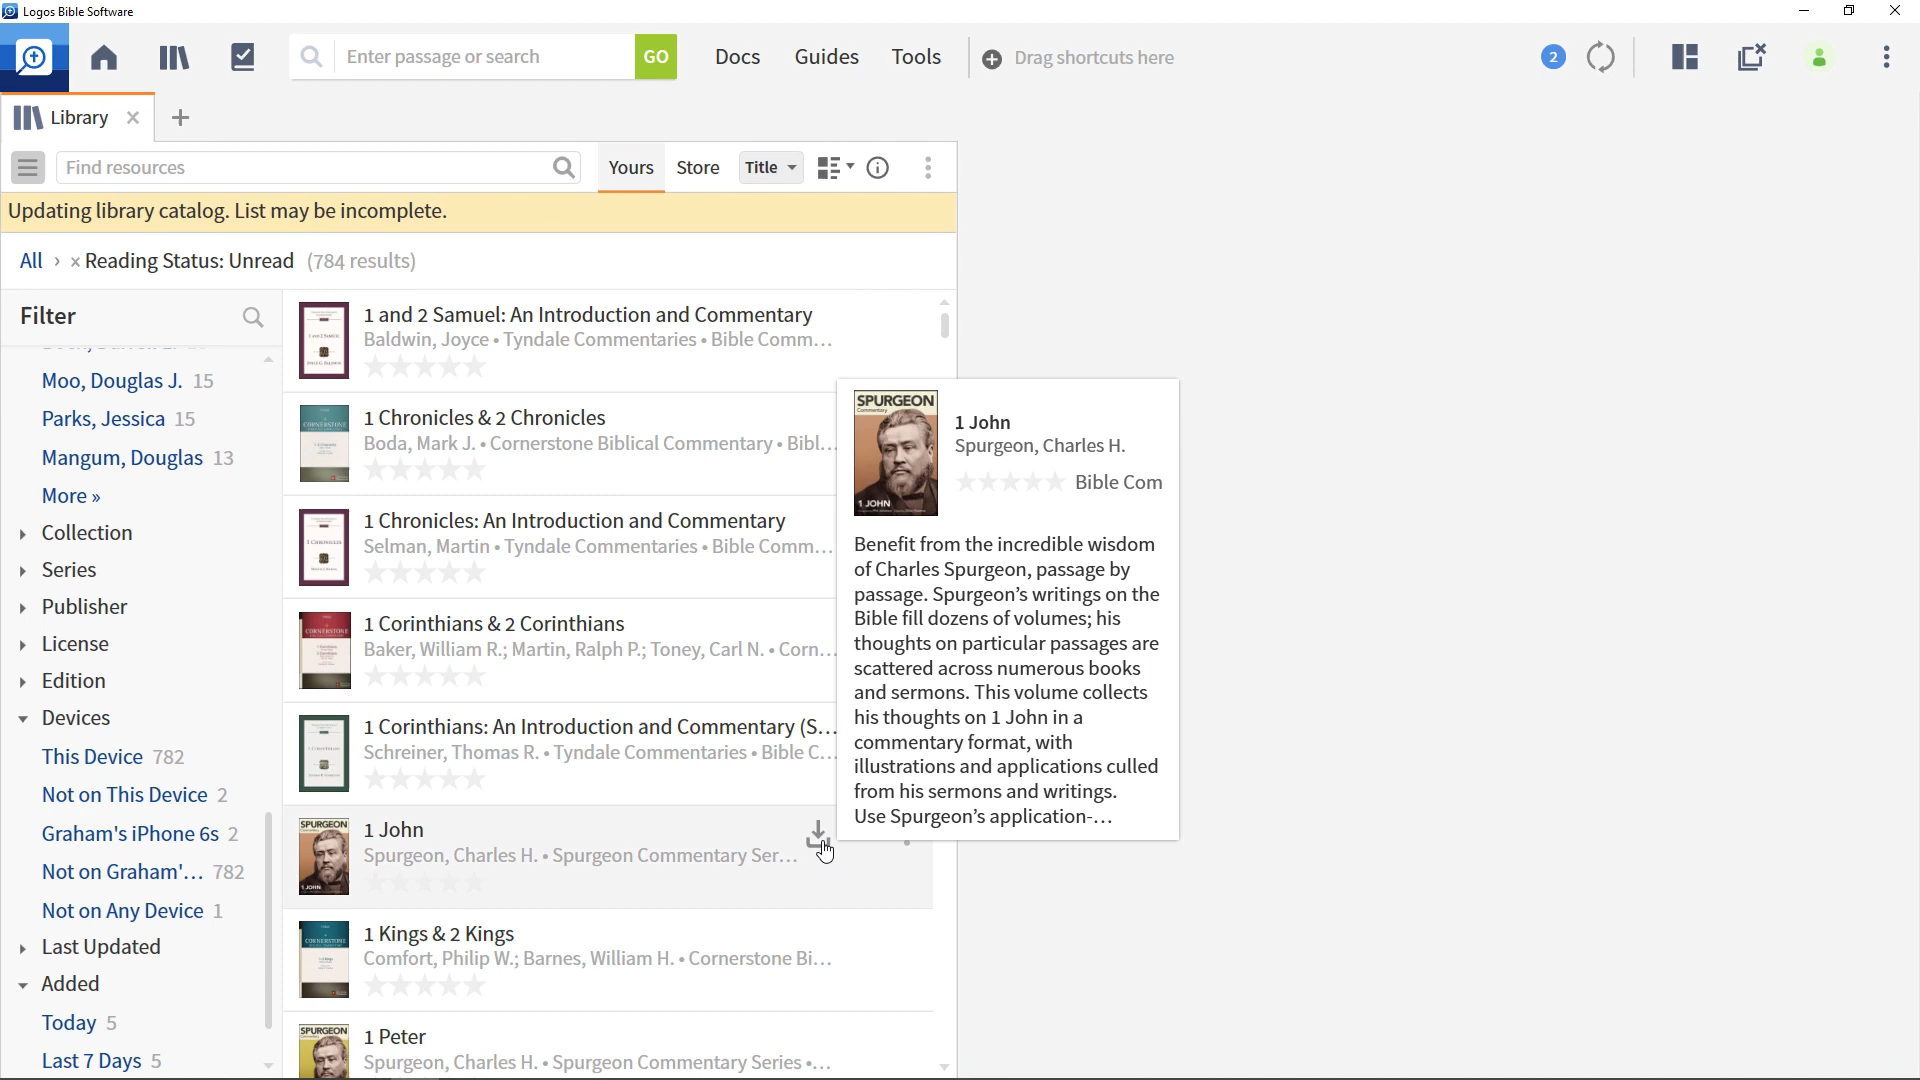 Logos Bible Software
Enter passage or search
GO
Docs
Guides
Tools
Drag shortcuts here
2
Library
Find resources
Yours
Store
Title
Updating library catalog. List may be incomplete.
All › × Reading Status: Unread (784 results)
Filter
Moo, Douglas J. 15
Parks, Jessica 15
Mangum, Douglas 13
More »
Collection
Series
Publisher
License
Edition
Devices
This Device 782
Not on This Device 2
Graham's iPhone 6s 2
Not on Graham'... 782
Not on Any Device 1
Last Updated
Added
Today 5
Last 7 Days 5
1 and 2 Samuel: An Introduction and Commentary
Baldwin, Joyce • Tyndale Commentaries • Bible Comm...
1 Chronicles & 2 Chronicles
Boda, Mark J. • Cornerstone Biblical Commentary • Bibl...
1 Chronicles: An Introduction and Commentary
Selman, Martin • Tyndale Commentaries • Bible Comm...
CORNERSTONE
1 Corinthians & 2 Corinthians
Baker, William R.; Martin, Ralph P.; Toney, Carl N. • Corn...
1 Corinthians: An Introduction and Commentary (S...
Schreiner, Thomas R. • Tyndale Commentaries • Bible C...
SPURGEON
1 JOHN
1 John
Spurgeon, Charles H. • Spurgeon Commentary Ser...
CORNERSTONE
1 Kings & 2 Kings
Comfort, Philip W.; Barnes, William H. • Cornerstone Bi...
SPURGEON
1 Peter
Spurgeon, Charles H. • Spurgeon Commentary Series •...
SPURGEON
Commentary
1 JOHN
1 John
Spurgeon, Charles H.
Bible Com
Benefit from the incredible wisdom
of Charles Spurgeon, passage by
passage. Spurgeon's writings on the
Bible fill dozens of volumes; his
thoughts on particular passages are
scattered across numerous books
and sermons. This volume collects
his thoughts on 1 John in a
commentary format, with
illustrations and applications culled
from his sermons and writings.
Use Spurgeon's application-...